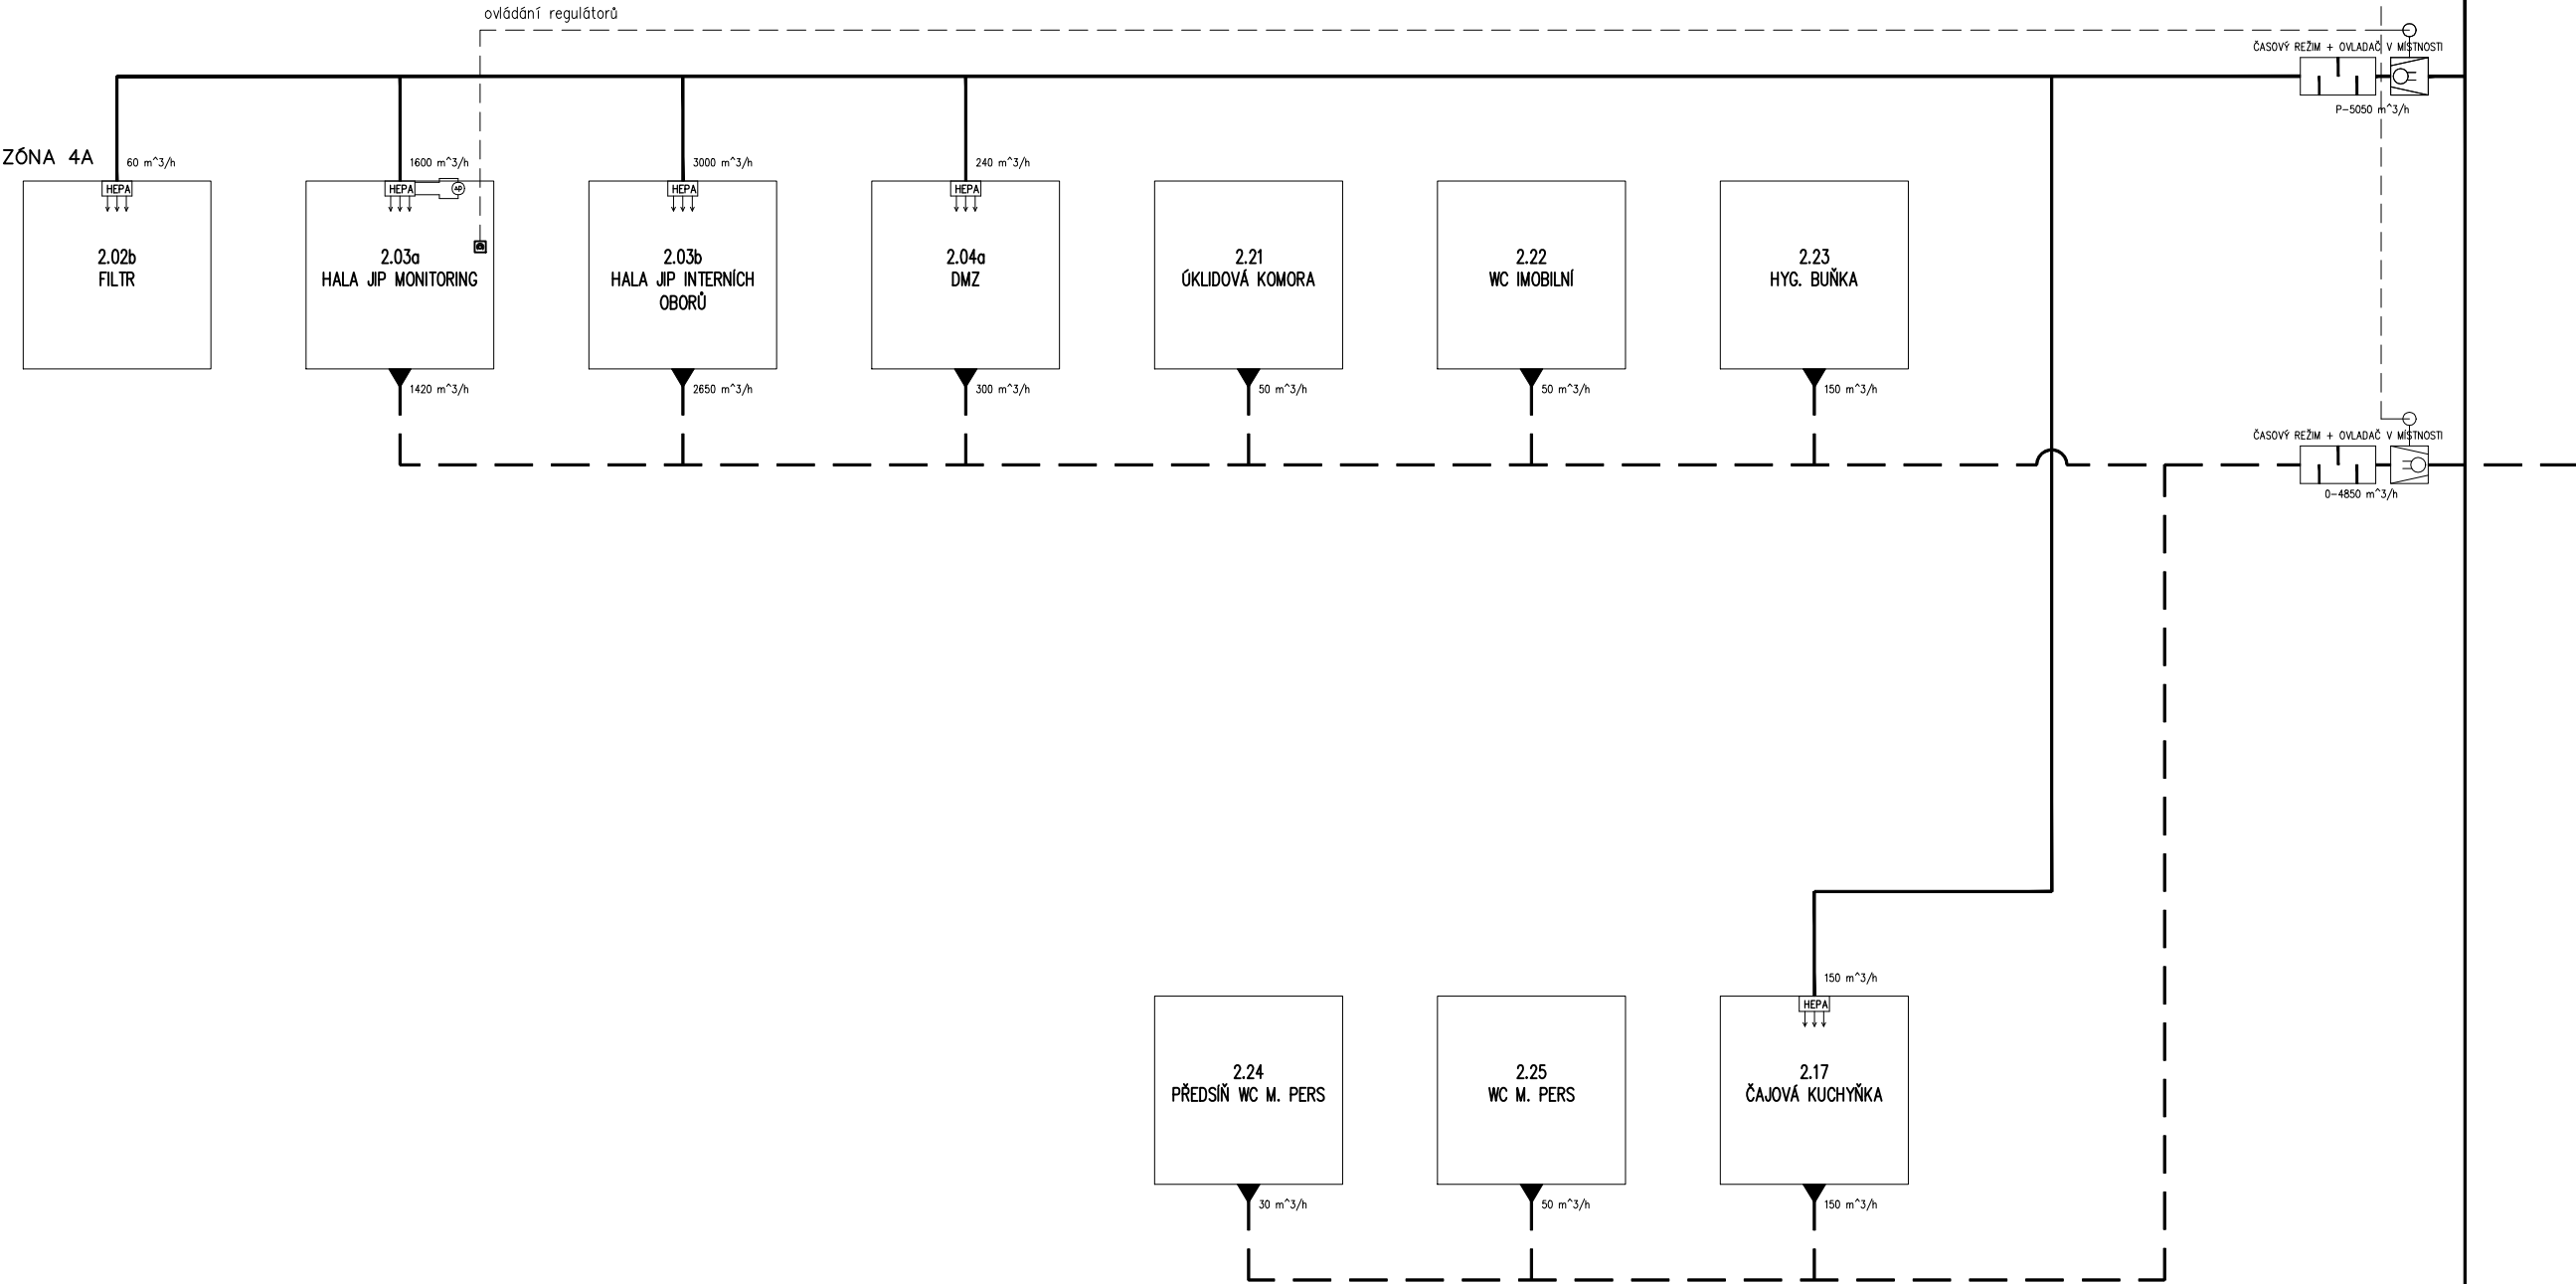 ovládání regulátorů
ČASOVÝ REŽIM + OVLADAČ V MÍSTNOSTI
P-5050 m^3/h
ZÓNA 4A
60 m^3/h
1600 m^3/h
3000 m^3/h
240 m^3/h
HEPA
HEPA
ΔP
HEPA
HEPA
2.02b
FILTR
2.03a
HALA JIP MONITORING
2.03b
HALA JIP INTERNÍCH
OBORŮ
2.04a
DMZ
2.21
ÚKLIDOVÁ KOMORA
2.22
WC IMOBILNÍ
2.23
HYG. BUŇKA
1420 m^3/h
2650 m^3/h
300 m^3/h
50 m^3/h
50 m^3/h
150 m^3/h
ČASOVÝ REŽIM + OVLADAČ V MÍSTNOSTI
O-4850 m^3/h
150 m^3/h
HEPA
2.24
PŘEDSÍŇ WC M. PERS
2.25
WC M. PERS
2.17
ČAJOVÁ KUCHYŇKA
30 m^3/h
50 m^3/h
150 m^3/h